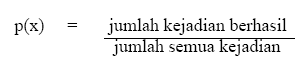 p(x) = jumlah kejadian berhasil
jumlah semua kejadian